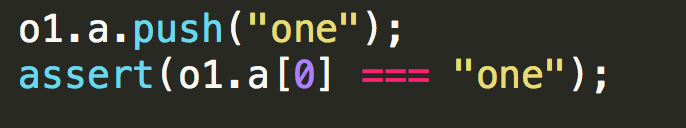 o1.a.push("one");
assert(o1.a[0] === "one");